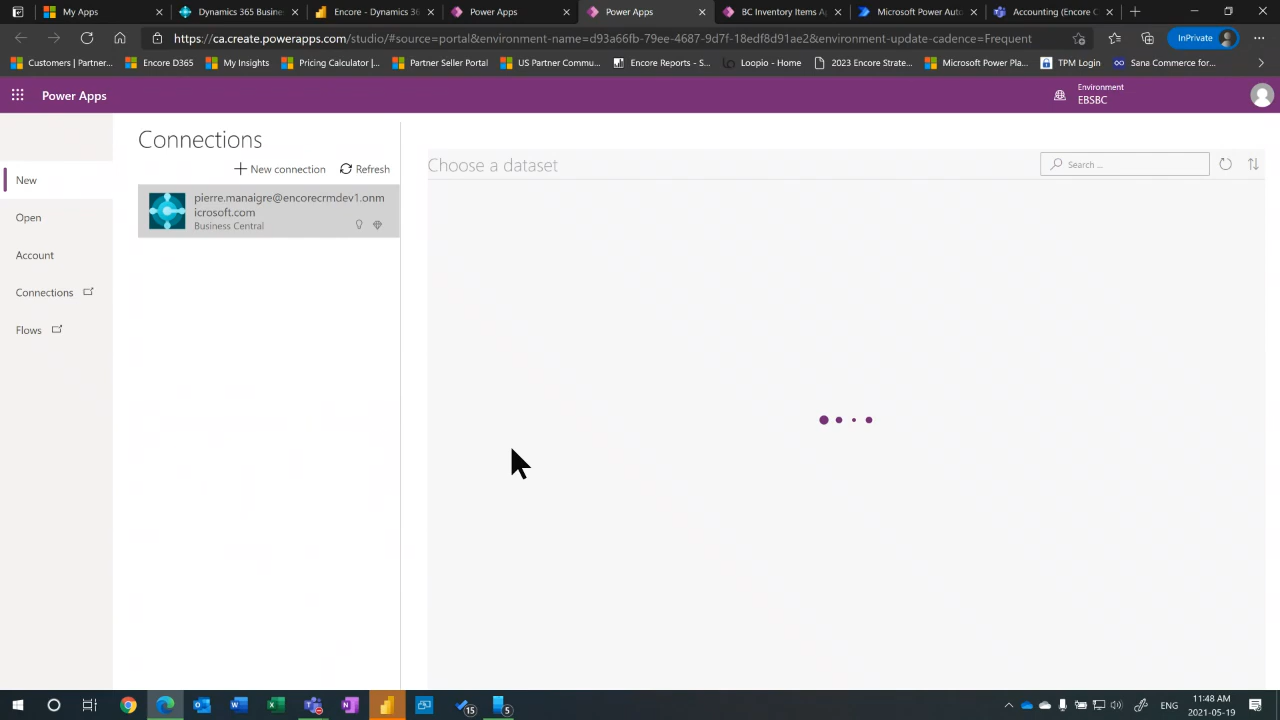 My Apps
Dynamics 365 Busine
Encore - Dynamics 36
Power Apps
Power Apps
BC Inventory Items A
Microsoft Power Auto
Accounting (Encore C
https://ca.create.powerapps.com/studio/#source=portal&environment-name=d93a66fb-79ee-4687-9d7f-18edf8d91ae2&environment-update-cadence=Frequent
InPrivate
Customers | Partner...
Encore D365
My Insights
Pricing Calculator |...
Partner Seller Portal
US Partner Commu...
Encore Reports - S...
Loopio - Home
2023 Encore Strate...
Microsoft Power Pla...
TPM Login
Sana Commerce for...
Power Apps
Environment
EBSBC
Connections
New connection
Refresh
Choose a dataset
Search ...
New
Open
Account
Connections
Flows
pierre.manaigre@encorecrmdev1.onm
icrosoft.com
Business Central
15
5
ENG
11:48 AM
2021-05-19